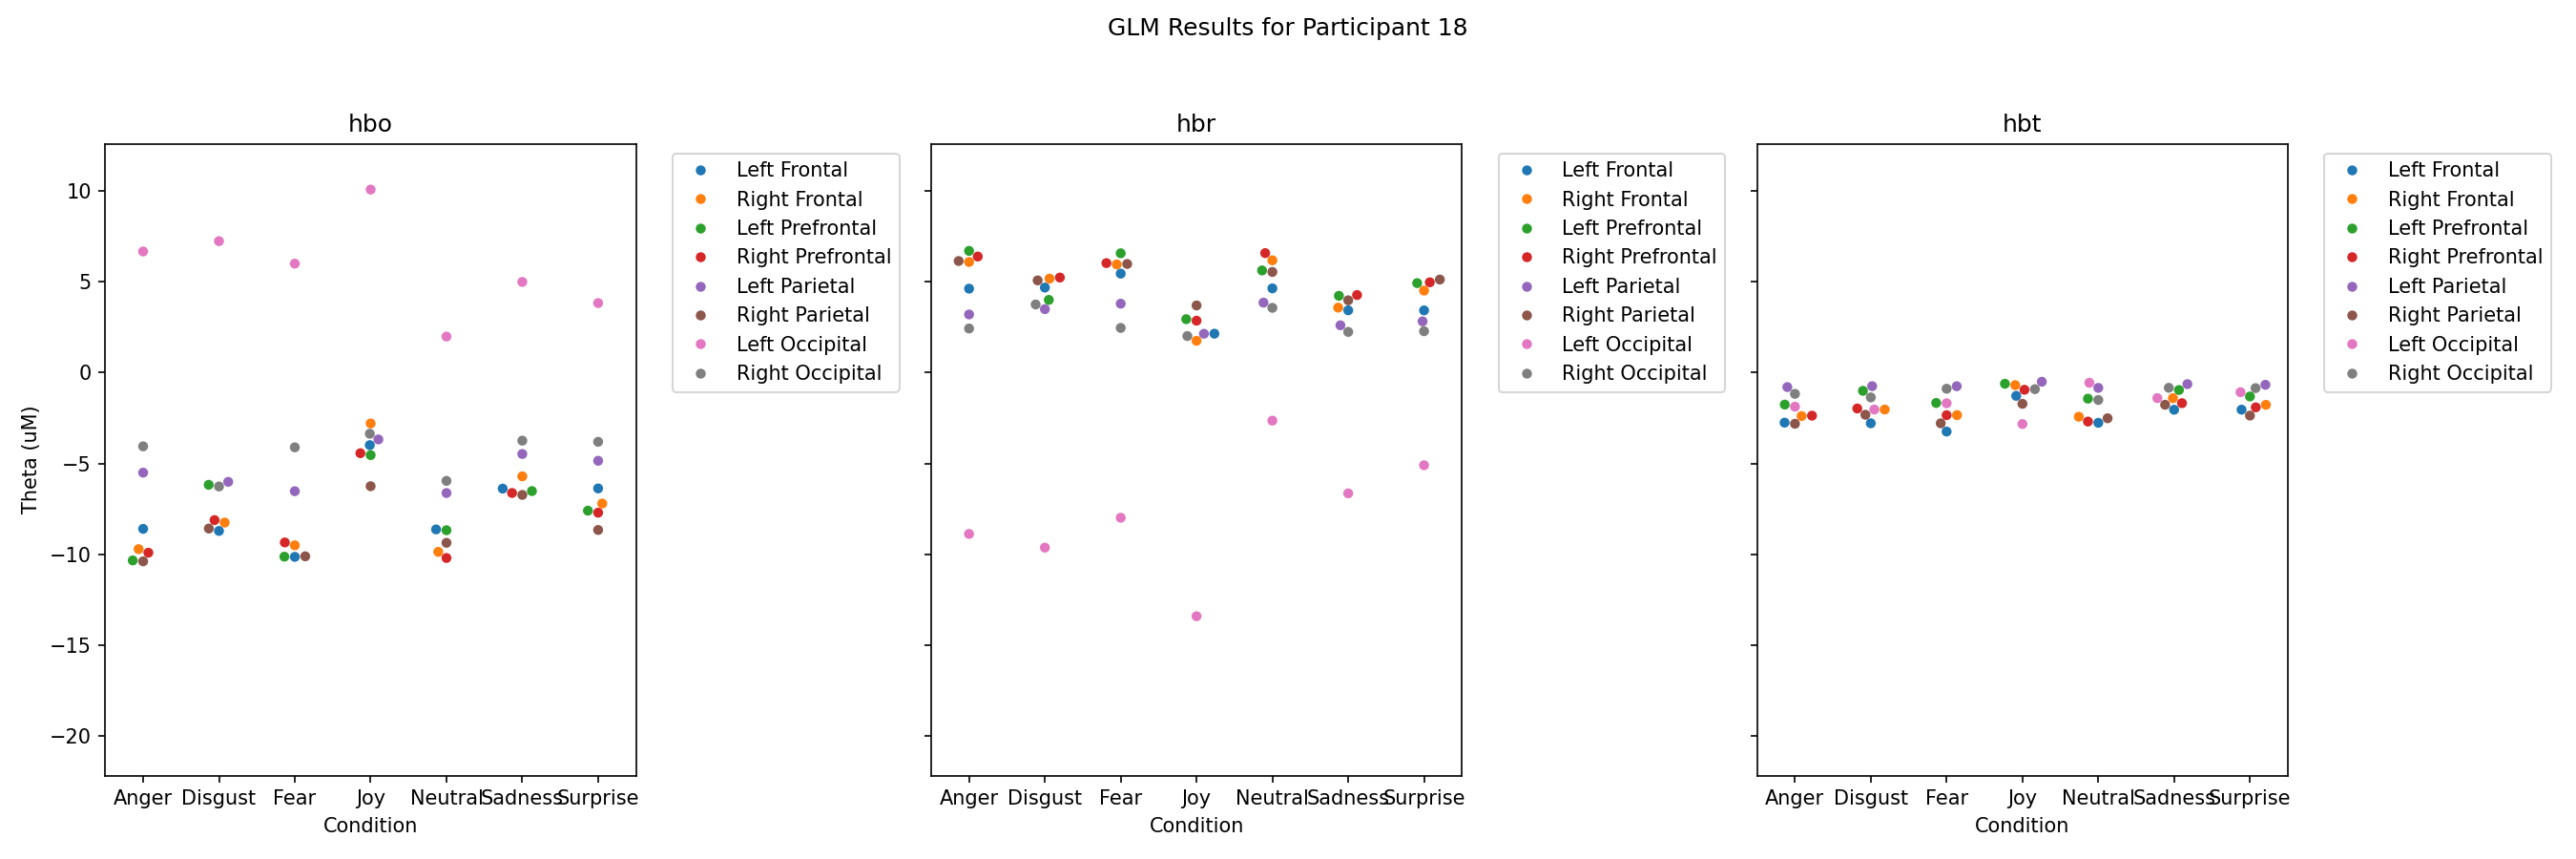 GLM Results for Participant 18
hbo
hbr
hbt
10
5
0
−5
−10
−15
−20
Theta (uM)
Left Frontal
Right Frontal
Left Prefrontal
Right Prefrontal
Left Parietal
Right Parietal
Left Occipital
Right Occipital
Left Frontal
Right Frontal
Left Prefrontal
Right Prefrontal
Left Parietal
Right Parietal
Left Occipital
Right Occipital
Left Frontal
Right Frontal
Left Prefrontal
Right Prefrontal
Left Parietal
Right Parietal
Left Occipital
Right Occipital
Anger Disgust Fear Joy Neutral Sadness Surprise
Condition
Anger Disgust Fear Joy Neutral Sadness Surprise
Condition
Anger Disgust Fear Joy Neutral Sadness Surprise
Condition